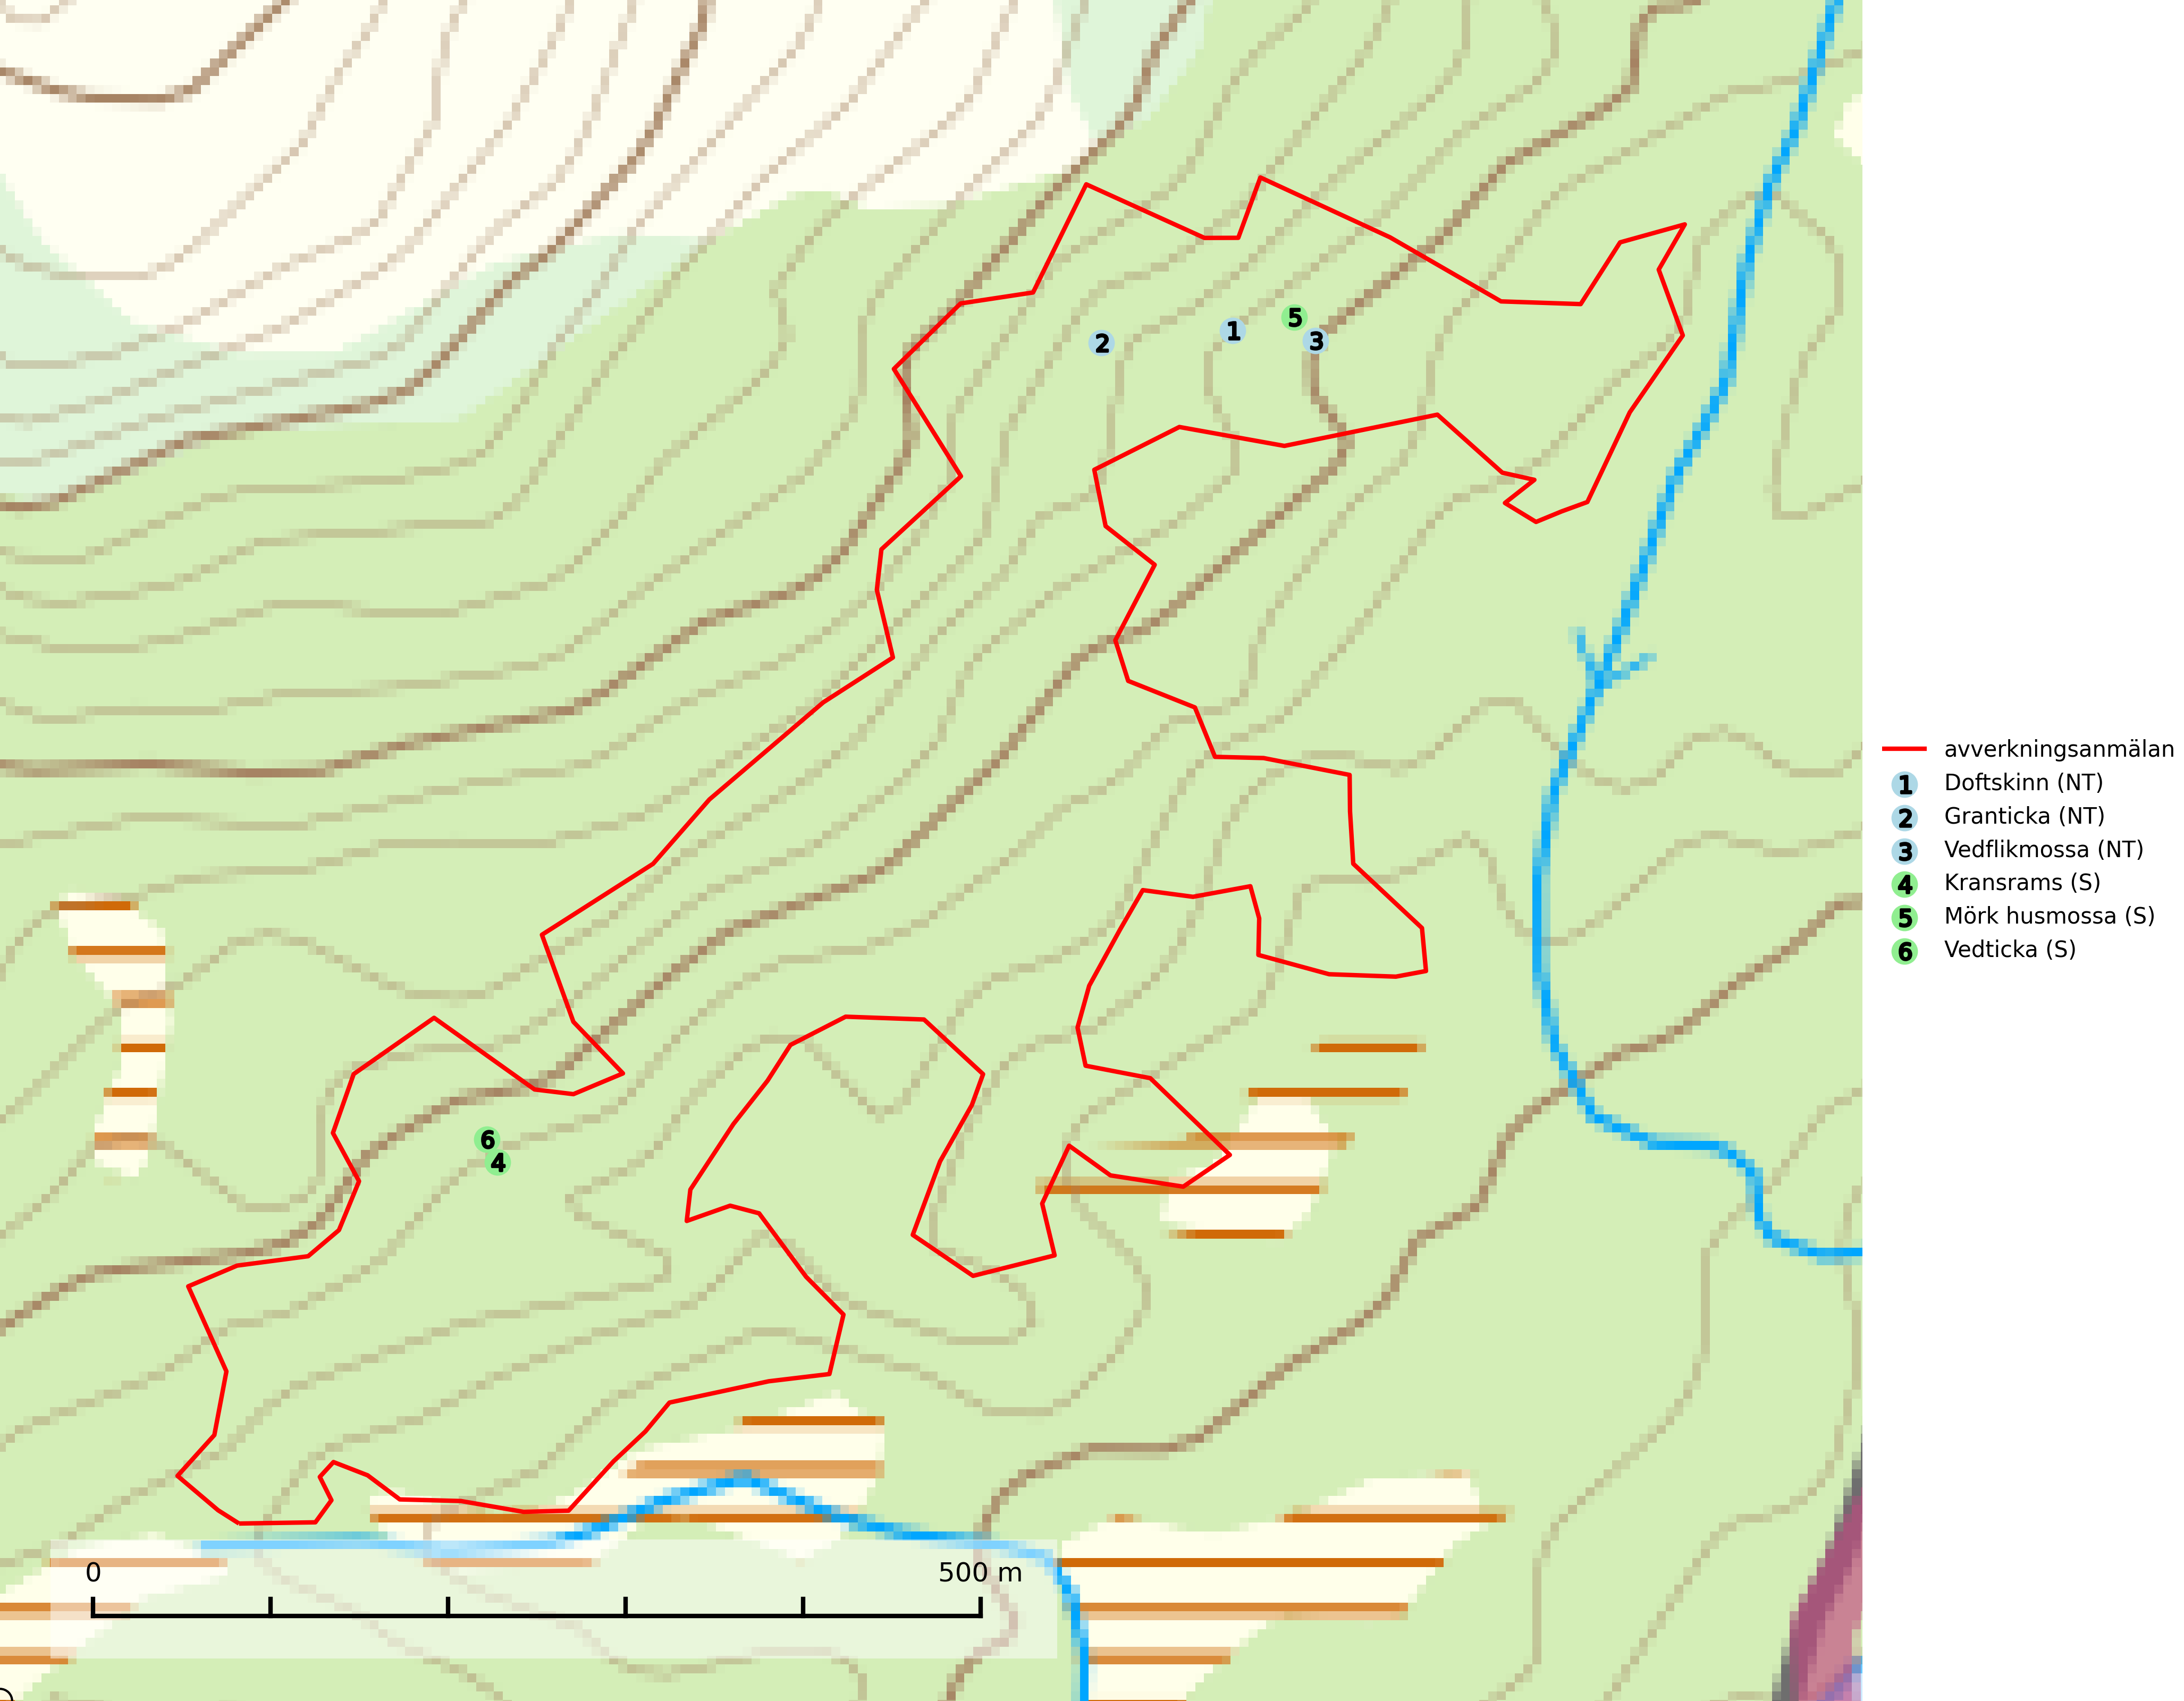 5
1
3
2
avverkningsanmälan
1 Doftskinn (NT)
2 Granticka (NT)
3 Vedflikmossa (NT)
4 Kransrams (S)
5 Mörk husmossa (S)
6 Vedticka (S)
6
4
0 500 m